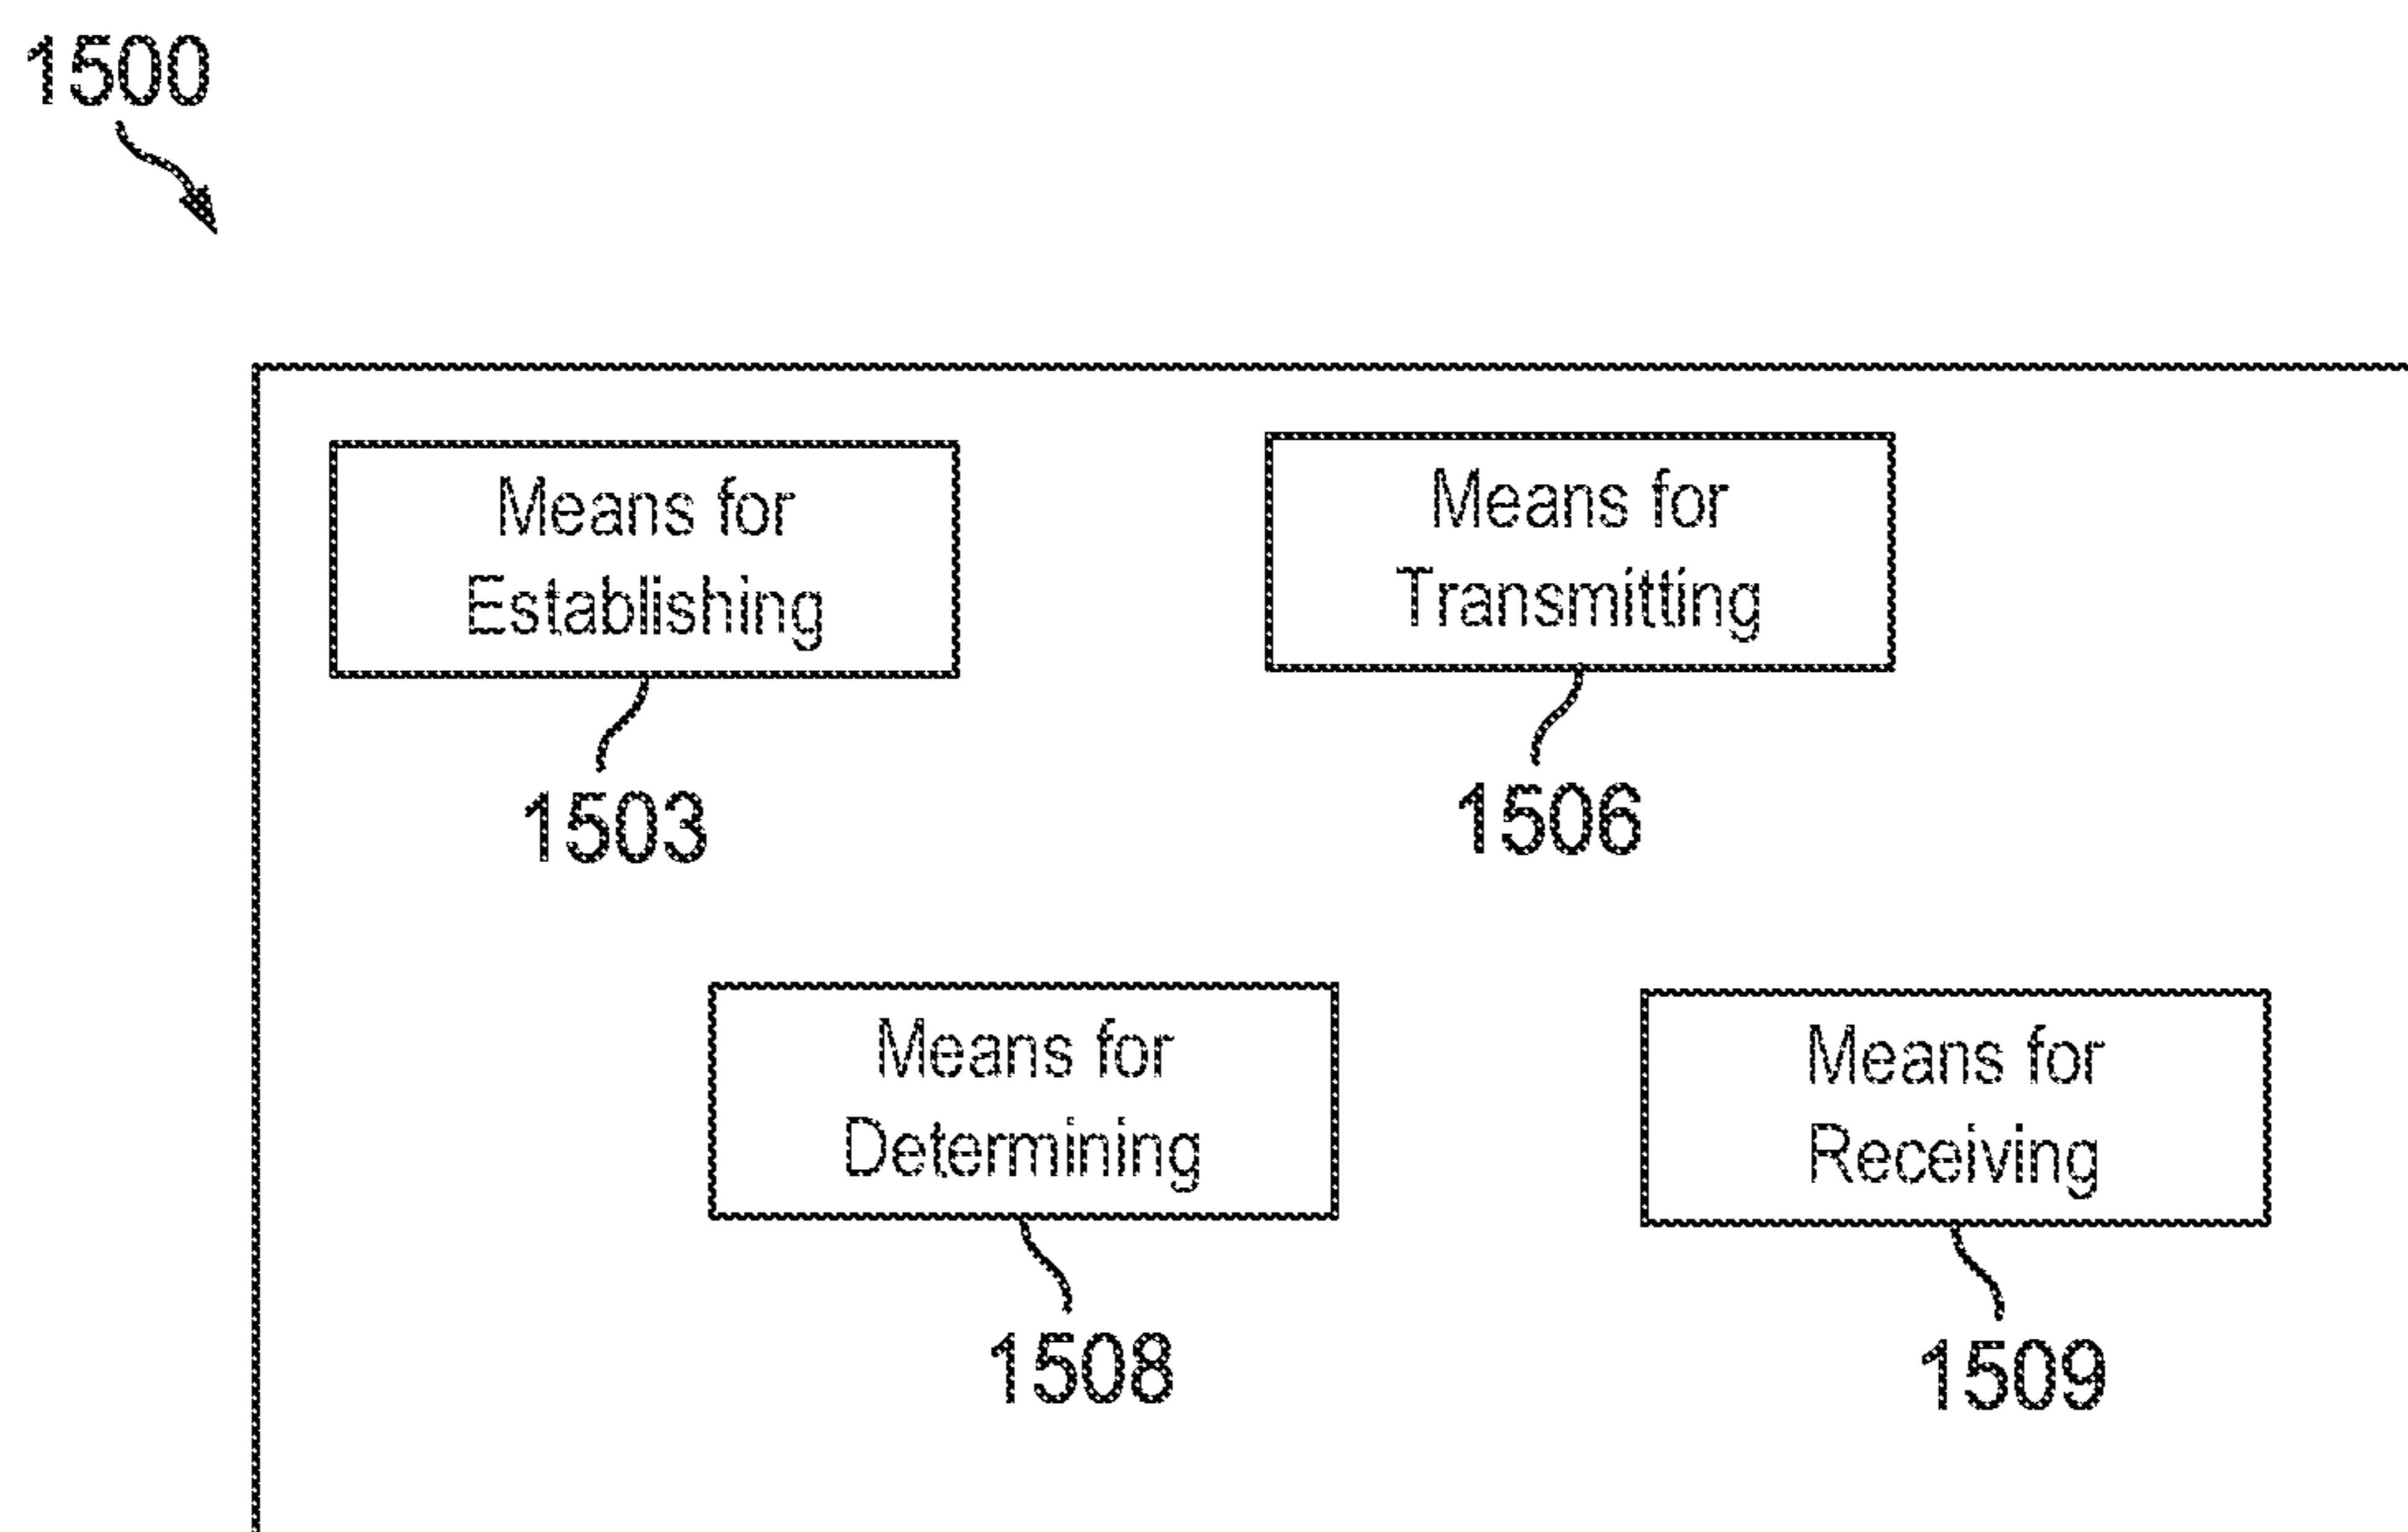 1500
Means for
Establishing
1503
Means for
Transmitting
1506
Means for
Determining
1508
Means for
Receiving
1509